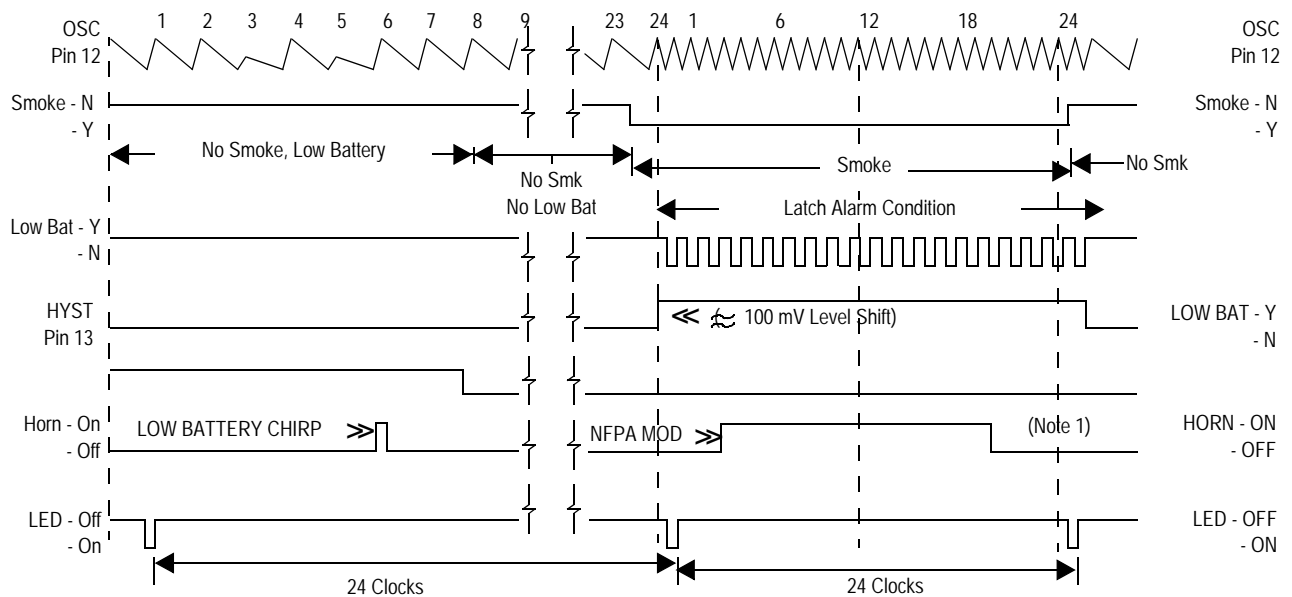 1 2 3 4 5 6 7 8 9 23 24 1 6 12 18 24
OSC
Pin 12
OSC
Pin 12
Smoke - N
- Y
Smoke - N
- Y
No Smoke, Low Battery
No Smk
No Low Bat
Smoke
No Smk
Latch Alarm Condition
Low Bat - Y
- N
HYST
Pin 13
100 mV Level Shift)
LOW BAT - Y
- N
Horn - On
- Off
LOW BATTERY CHIRP >>
NFPA MOD >>
(Note 1)
HORN - ON
- OFF
LED - Off
- On
LED - OFF
- ON
24 Clocks
24 Clocks